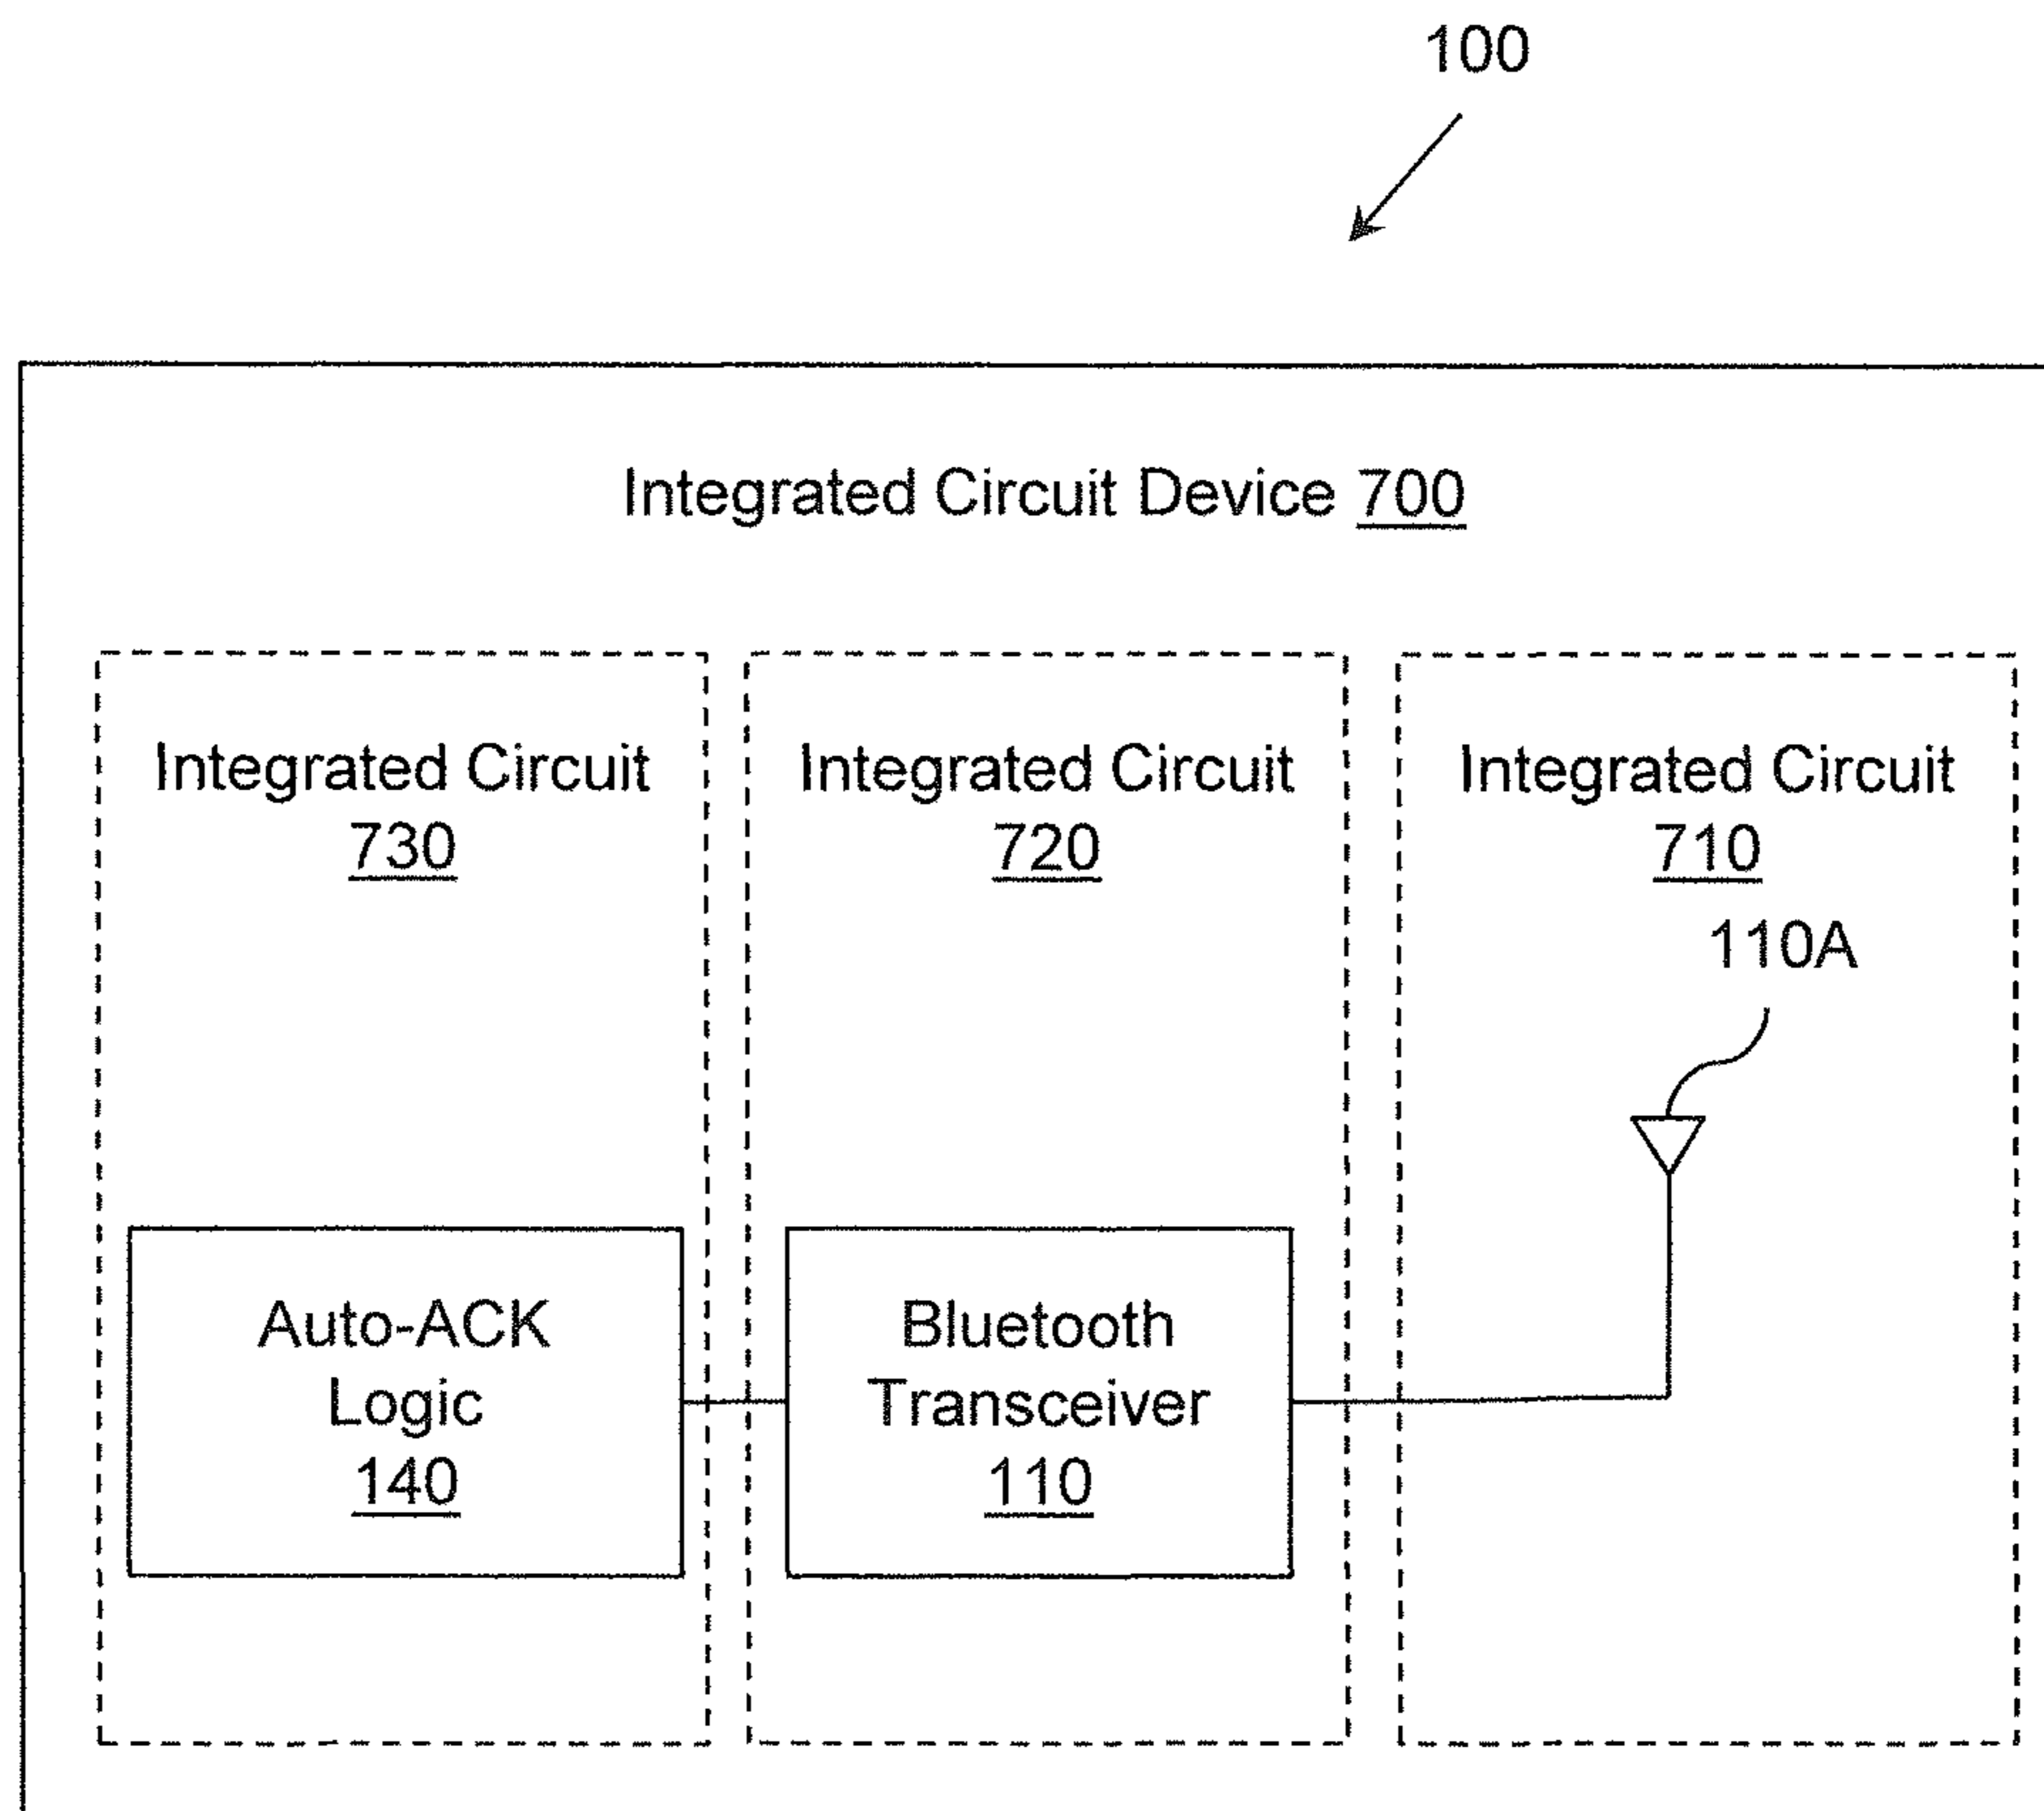 100
Integrated Circuit Device 700
Integrated Circuit
730
Integrated Circuit
720
Integrated Circuit
710
110A
Auto-ACK
Logic
140
Bluetooth
Transceiver
110